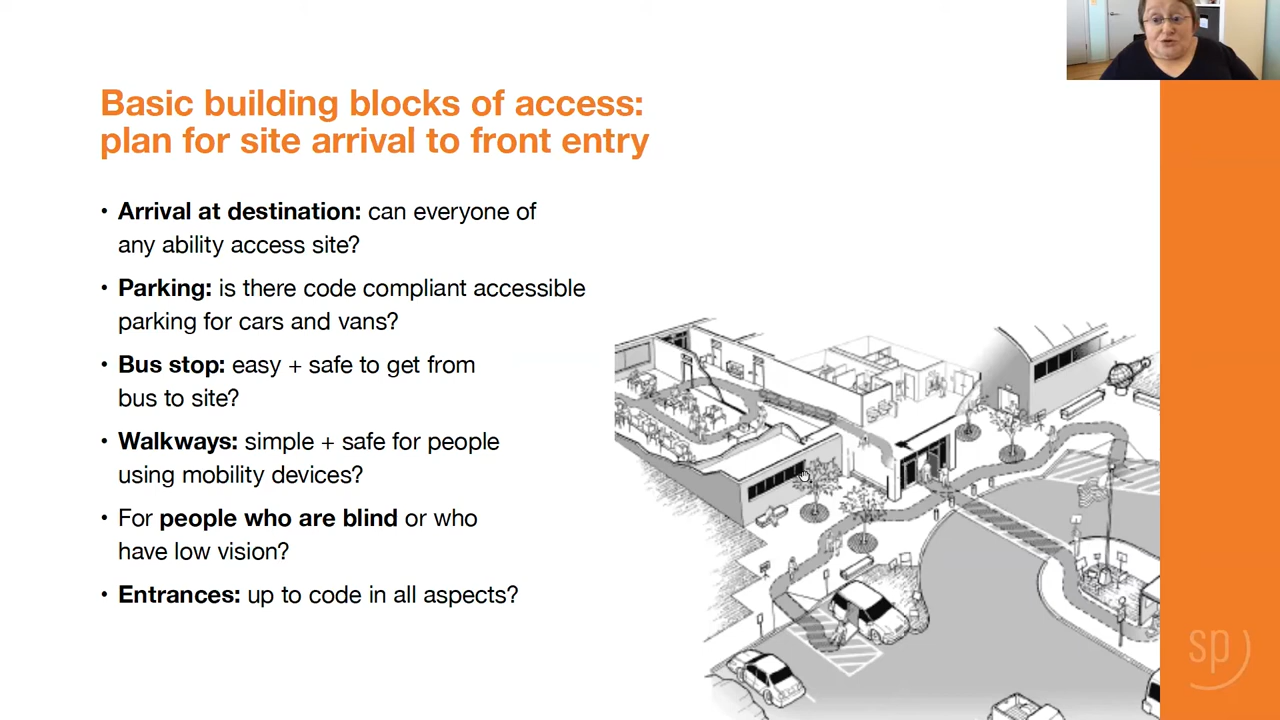 Basic building blocks of access:
plan for site arrival to front entry
• Arrival at destination: can everyone of
any ability access site?
• Parking: is there code compliant accessible
parking for cars and vans?
• Bus stop: easy + safe to get from
bus to site?
• Walkways: simple + safe for people
using mobility devices?
• For people who are blind or who
have low vision?
• Entrances: up to code in all aspects?
sp